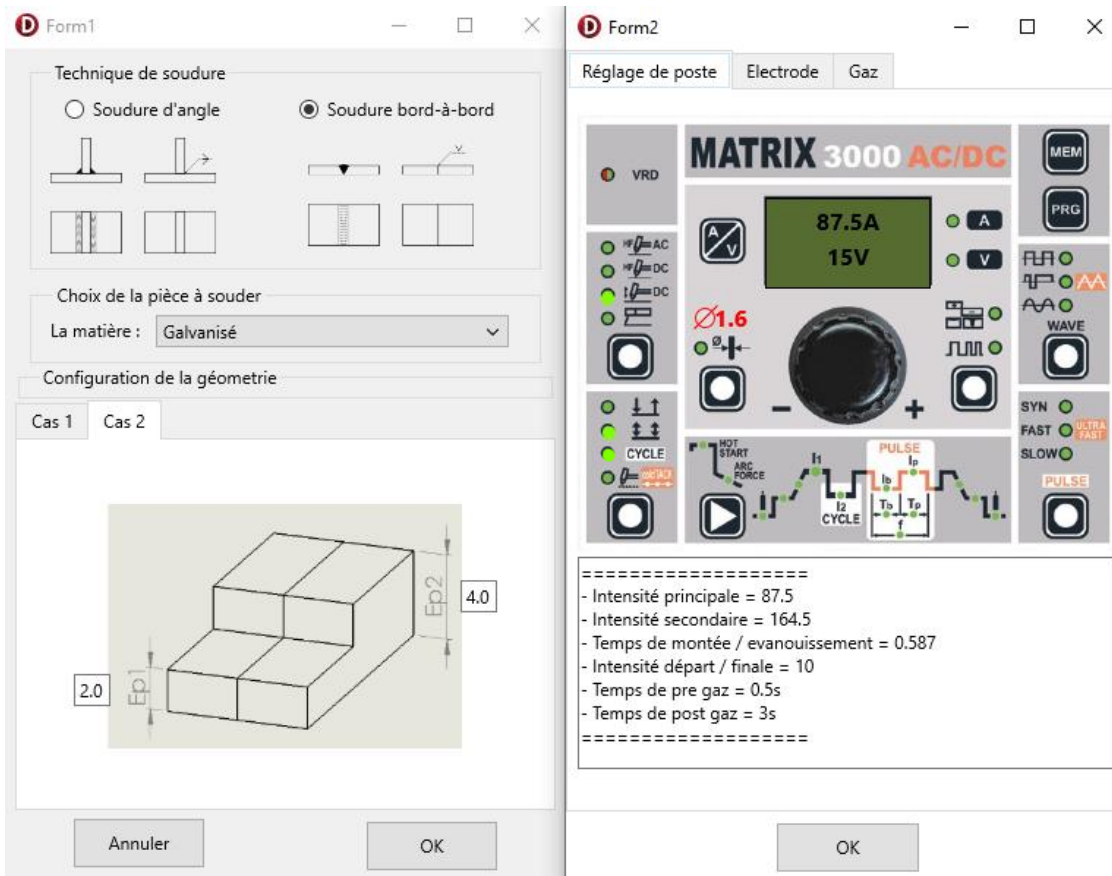 Form1
Technique de soudure
Soudure d'angle
Soudure bord-à-bord
Choix de la pièce à souder
La matière : Galvanisé
Configuration de la géometrie
Cas 1 Cas 2
Ep2
4.0
2.0
Ep1
Annuler OK
Form2
Réglage de poste Electrode Gaz
MATRIX 3000 AC/DC
VRD
MEM
PRG
A/V
87.5A
15V
A
V
HF AC
HF DC
DC
Ø1.6
Ø
WAVE
- +
CYCLE
coldTACK
HOT START
ARC FORCE
I1
I2
CYCLE
PULSE
Ib
Ip
Tb
Tp
f
SYN
FAST ULTRA FAST
SLOW
PULSE
===================
- Intensité principale = 87.5
- Intensité secondaire = 164.5
- Temps de montée / evanouissement = 0.587
- Intensité départ / finale = 10
- Temps de pre gaz = 0.5s
- Temps de post gaz = 3s
===================
OK